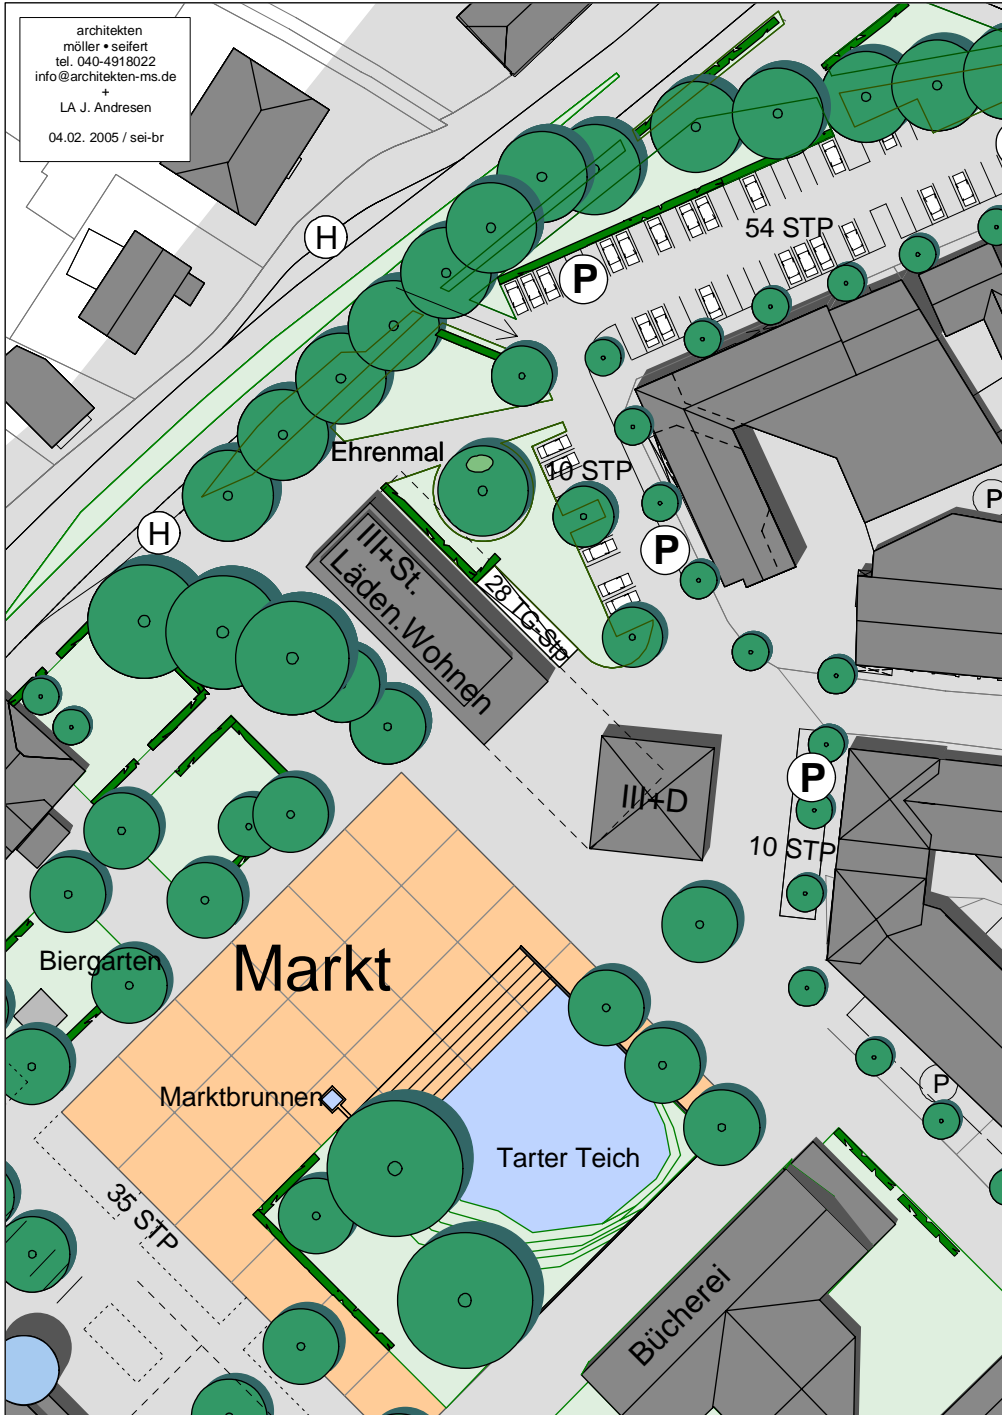 architekten
möller • seifert
tel. 040-4918022
info@architekten-ms.de
+
LA J. Andresen
04.02. 2005 / sei-br
H
54 STP
P
Ehrenmal
10 STP
P
H
P
III+St.
Läden.Wohnen
28 TG-Stp
III+D
P
10 STP
Biergarten
Markt
Marktbrunnen
P
Tarter Teich
35 STP
Bücherei